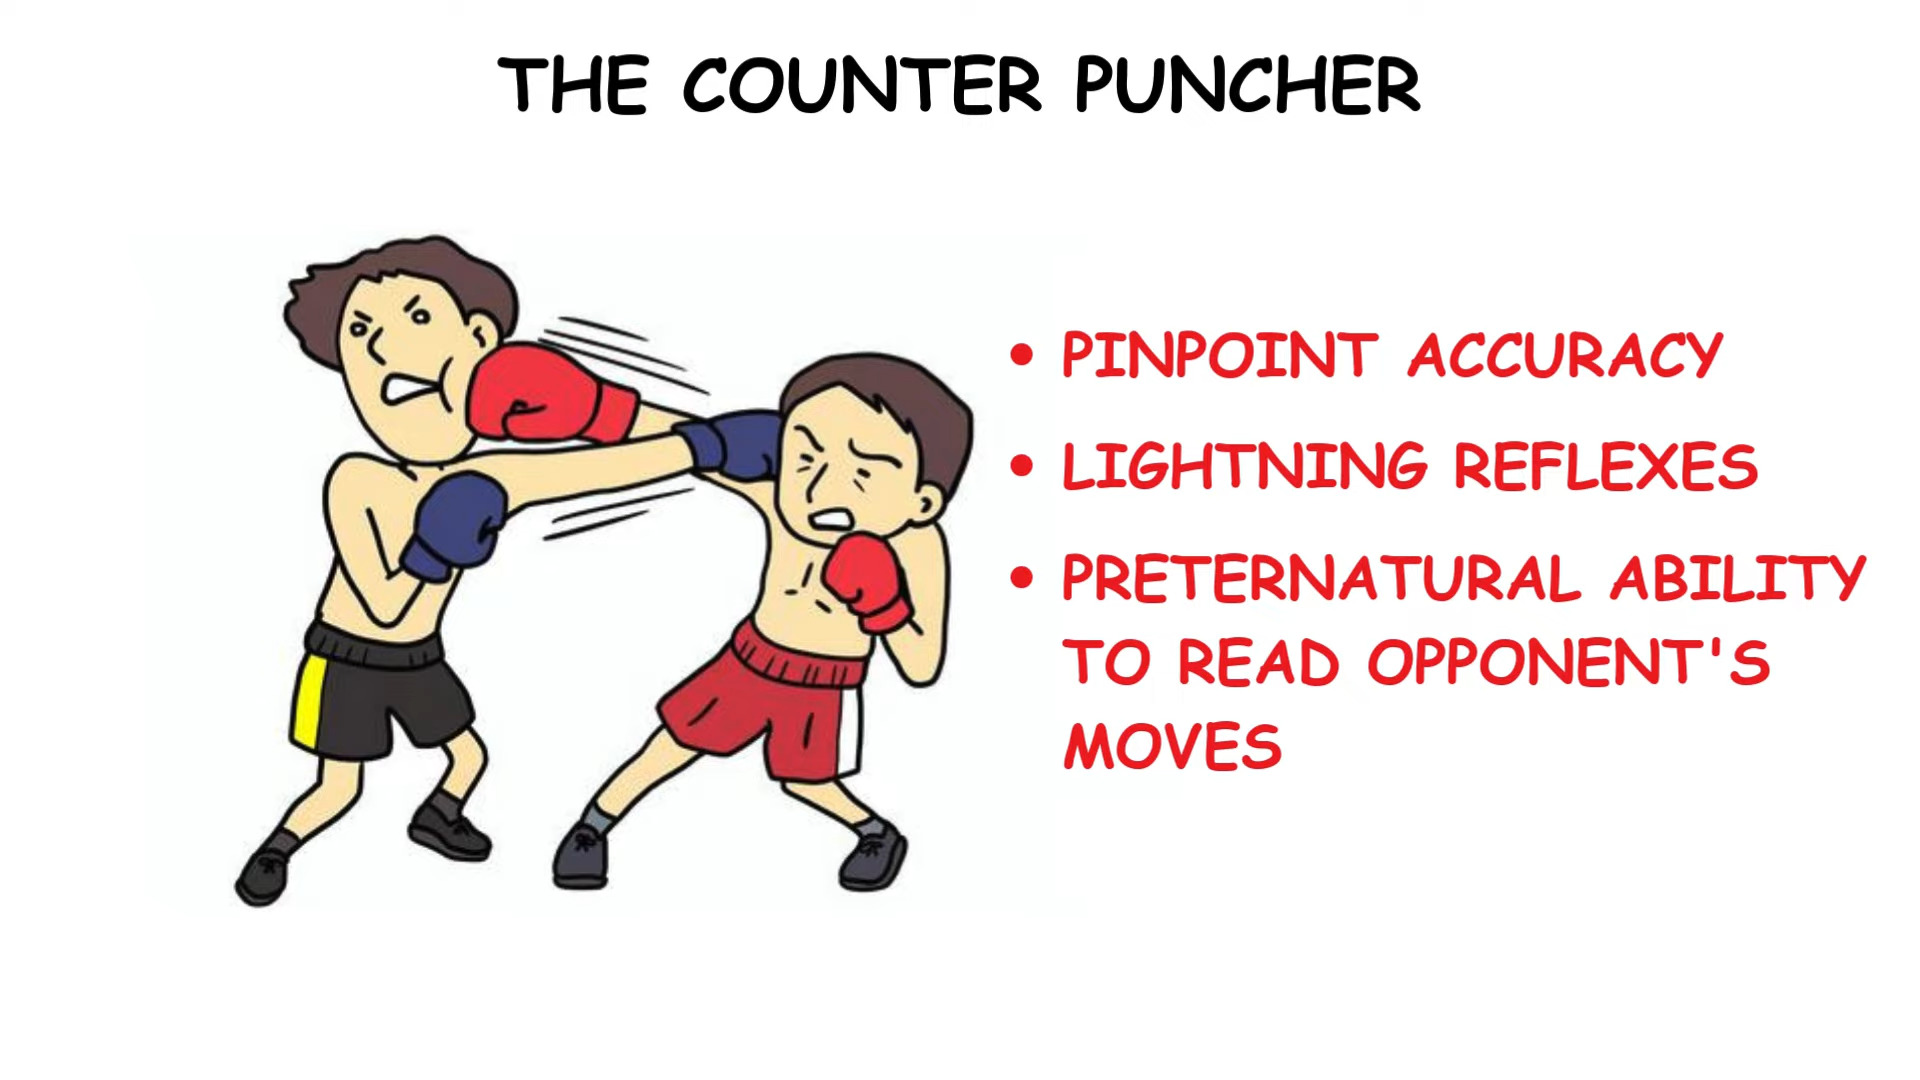 THE COUNTER PUNCHER
• PINPOINT ACCURACY
• LIGHTNING REFLEXES
• PRETERNATURAL ABILITY
TO READ OPPONENT'S
MOVES